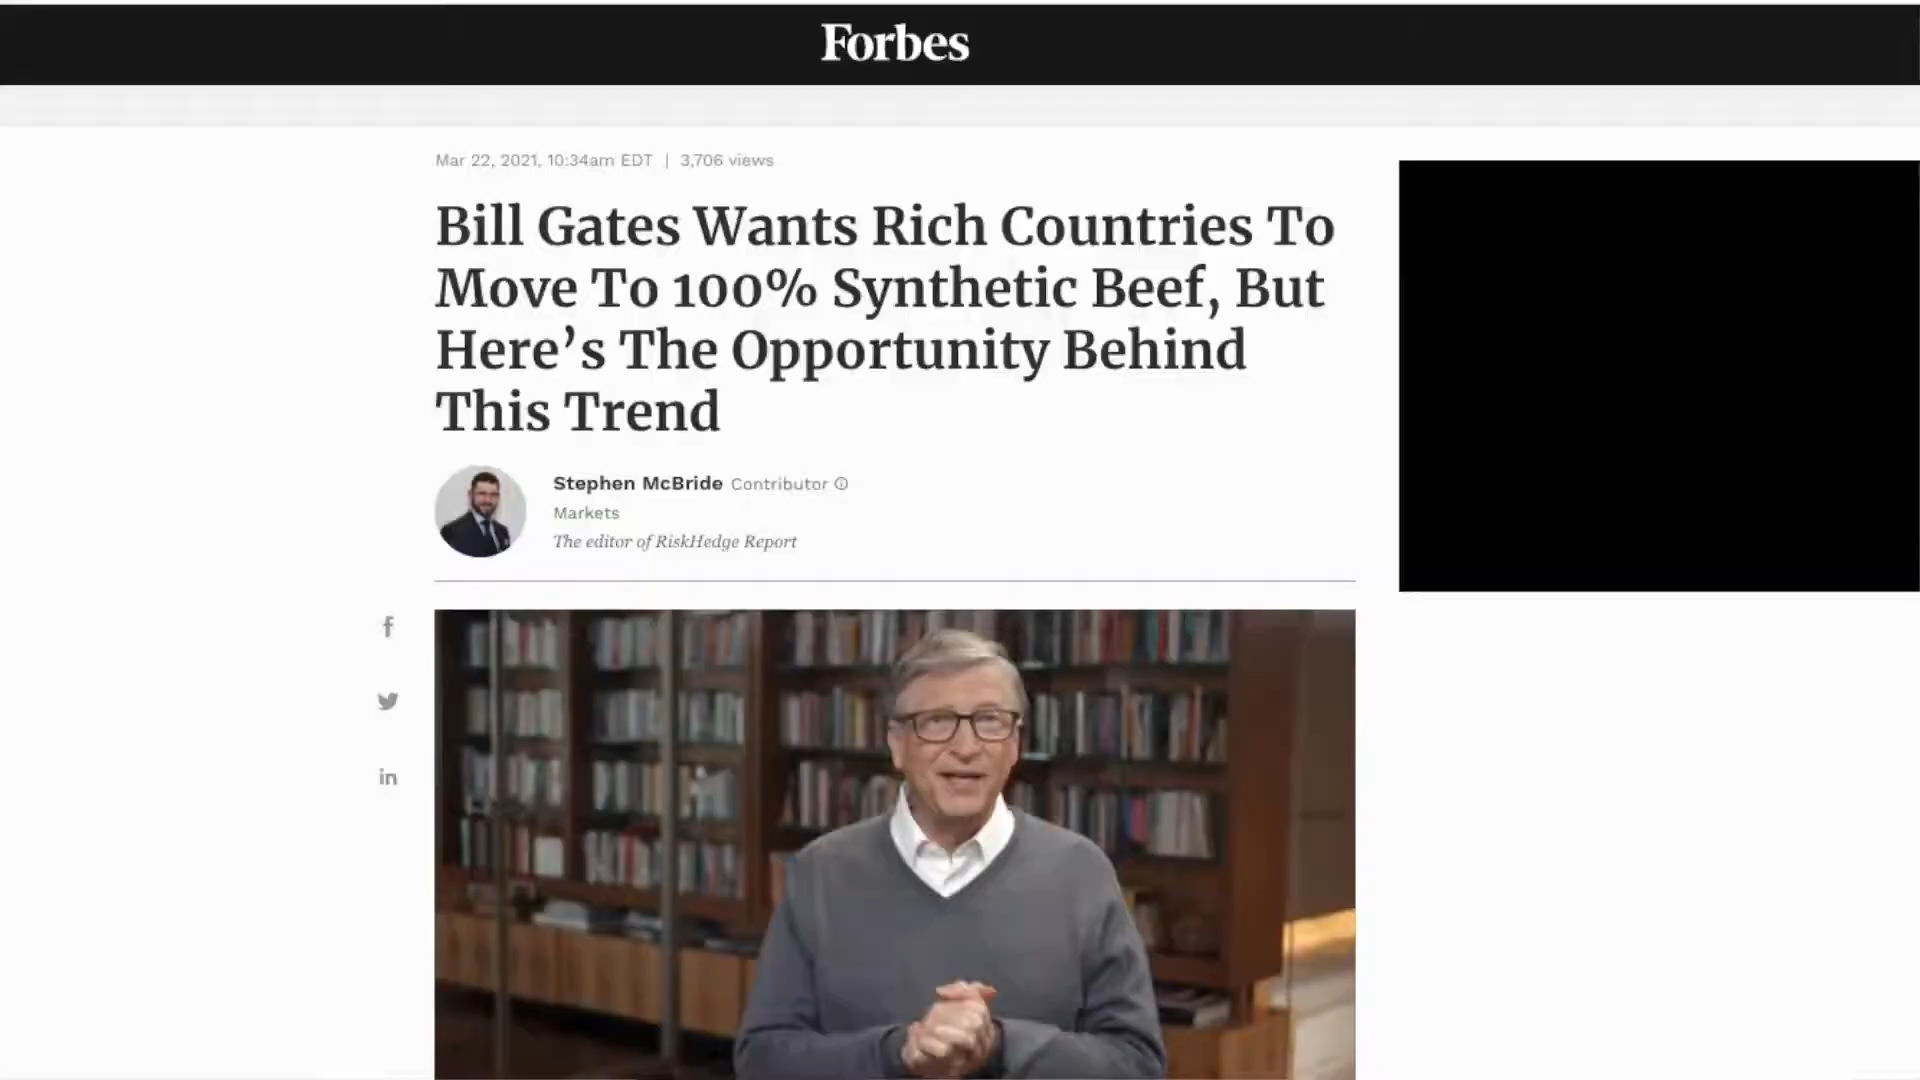 Forbes
Mar 22, 2021, 10:34am EDT | 3,706 views
Bill Gates Wants Rich Countries To
Move To 100% Synthetic Beef, But
Here’s The Opportunity Behind
This Trend
Stephen McBride Contributor
Markets
The editor of RiskHedge Report